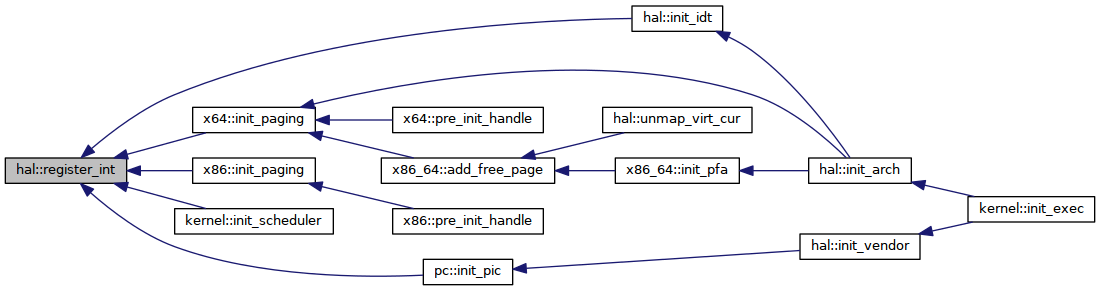 hal::init_idt
x64::init_paging
x64::pre_init_handle
hal::unmap_virt_cur
hal::register_int
x86::init_paging
x86_64::add_free_page
x86_64::init_pfa
hal::init_arch
kernel::init_scheduler
x86::pre_init_handle
kernel::init_exec
hal::init_vendor
pc::init_pic